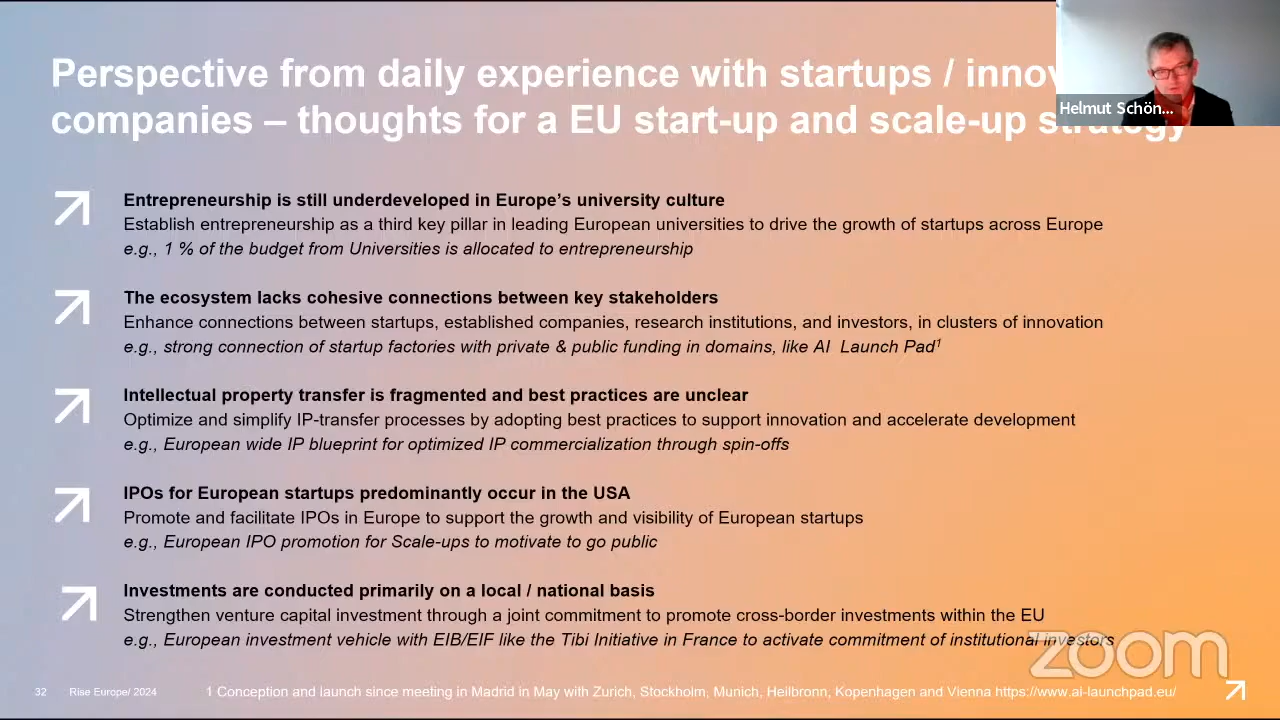 Perspective from daily experience with startups / innov
companies – thoughts for a EU start-up and scale-up strategy
Helmut Schön...
Entrepreneurship is still underdeveloped in Europe’s university culture
Establish entrepreneurship as a third key pillar in leading European universities to drive the growth of startups across Europe
e.g., 1 % of the budget from Universities is allocated to entrepreneurship
The ecosystem lacks cohesive connections between key stakeholders
Enhance connections between startups, established companies, research institutions, and investors, in clusters of innovation
e.g., strong connection of startup factories with private & public funding in domains, like AI Launch Pad¹
Intellectual property transfer is fragmented and best practices are unclear
Optimize and simplify IP-transfer processes by adopting best practices to support innovation and accelerate development
e.g., European wide IP blueprint for optimized IP commercialization through spin-offs
IPOs for European startups predominantly occur in the USA
Promote and facilitate IPOs in Europe to support the growth and visibility of European startups
e.g., European IPO promotion for Scale-ups to motivate to go public
Investments are conducted primarily on a local / national basis
Strengthen venture capital investment through a joint commitment to promote cross-border investments within the EU
e.g., European investment vehicle with EIB/EIF like the Tibi Initiative in France to activate commitment of institutional investors
zoom
32 Rise Europe/ 2024 1 Conception and launch since meeting in Madrid in May with Zurich, Stockholm, Munich, Heilbronn, Kopenhagen and Vienna https://www.ai-launchpad.eu/